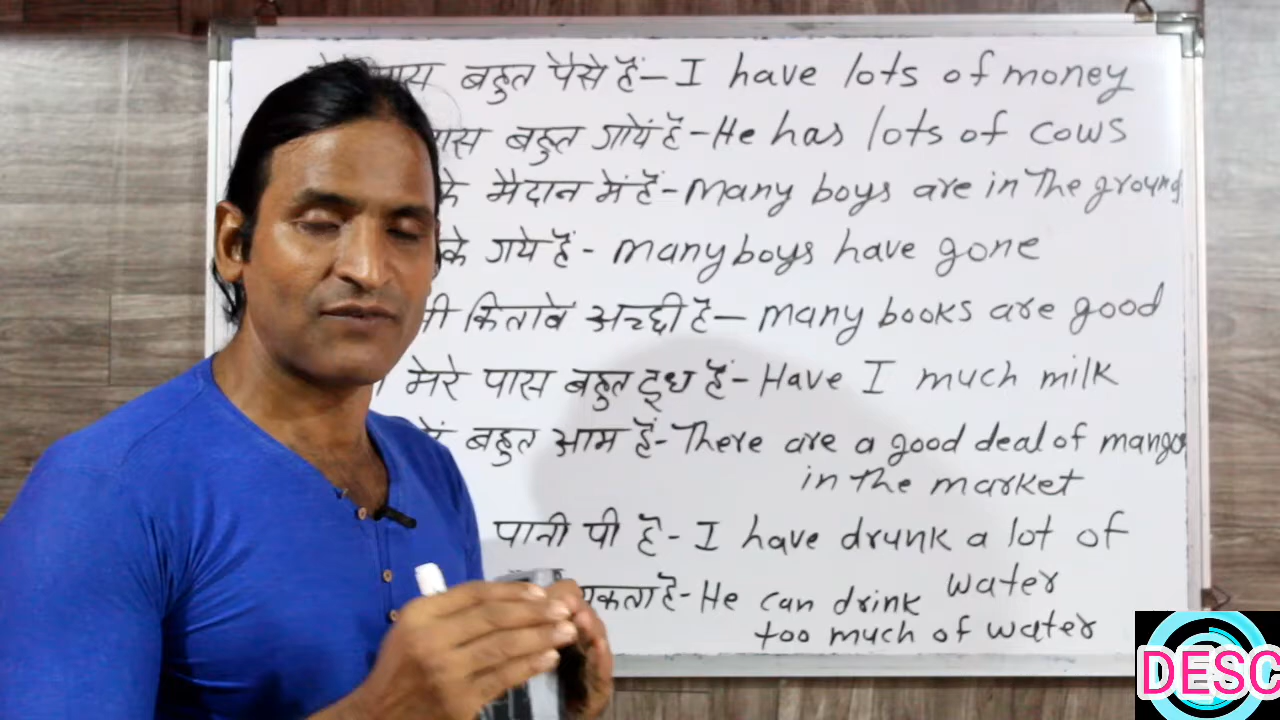 बहुत पैसे हैं – I have lots of money
बहुत गायें हैं - He has lots of cows
के मैदान में हैं - Many boys are in the ground
के गये हैं - many boys have gone
किताबें अच्छी है – many books are good
मेरे पास बहुत दूध हैं - Have I much milk
बहुत आम हैं - There are a good deal of
in the market
पानी पी है - I have drunk a lot of
water
सकता है - He can drink
too much of water
DESC